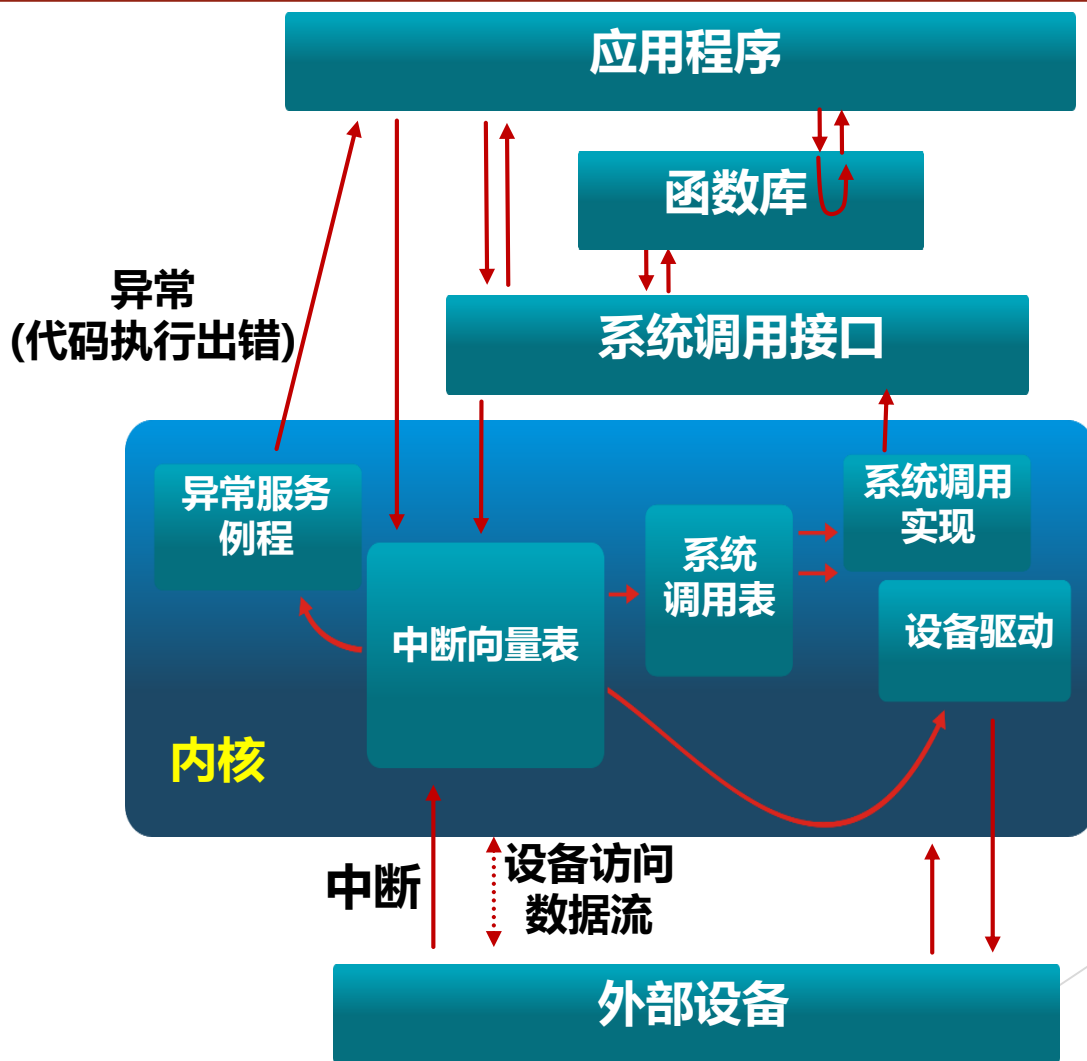 应用程序
函数库
异常
(代码执行出错)
系统调用接口
异常服务
例程
系统调用
实现
系统
调用表
中断向量表
设备驱动
内核
中断
设备访问
数据流
外部设备